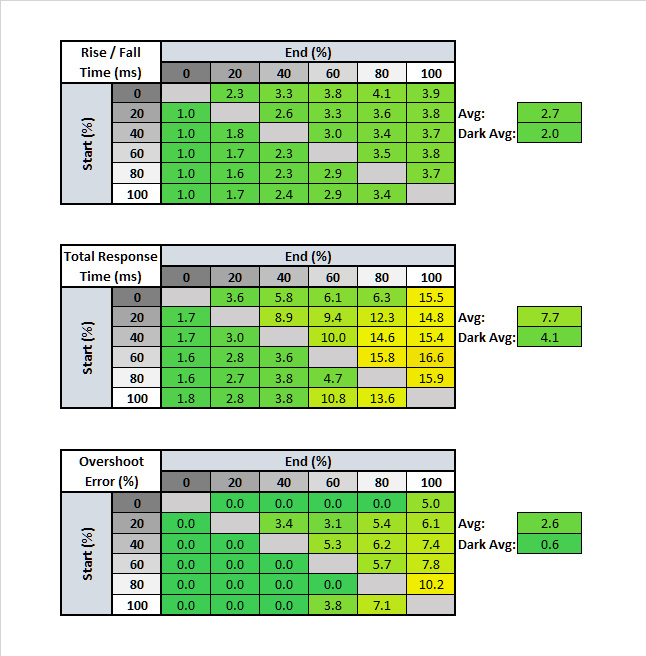 Rise / Fall Time (ms) End (%)
0 20 40 60 80 100
Start (%)
0 2.3 3.3 3.8 4.1 3.9
20 1.0 2.6 3.3 3.6 3.8 Avg: 2.7
40 1.0 1.8 3.0 3.4 3.7 Dark Avg: 2.0
60 1.0 1.7 2.3 3.5 3.8
80 1.0 1.6 2.3 2.9 3.7
100 1.0 1.7 2.4 2.9 3.4
Total Response Time (ms) End (%)
0 20 40 60 80 100
Start (%)
0 3.6 5.8 6.1 6.3 15.5
20 1.7 8.9 9.4 12.3 14.8 Avg: 7.7
40 1.7 3.0 10.0 14.6 15.4 Dark Avg: 4.1
60 1.6 2.8 3.6 15.8 16.6
80 1.6 2.7 3.8 4.7 15.9
100 1.8 2.8 3.8 10.8 13.6
Overshoot Error (%) End (%)
0 20 40 60 80 100
Start (%)
0 0.0 0.0 0.0 0.0 5.0
20 0.0 3.4 3.1 5.4 6.1 Avg: 2.6
40 0.0 0.0 5.3 6.2 7.4 Dark Avg: 0.6
60 0.0 0.0 0.0 5.7 7.8
80 0.0 0.0 0.0 0.0 10.2
100 0.0 0.0 0.0 3.8 7.1